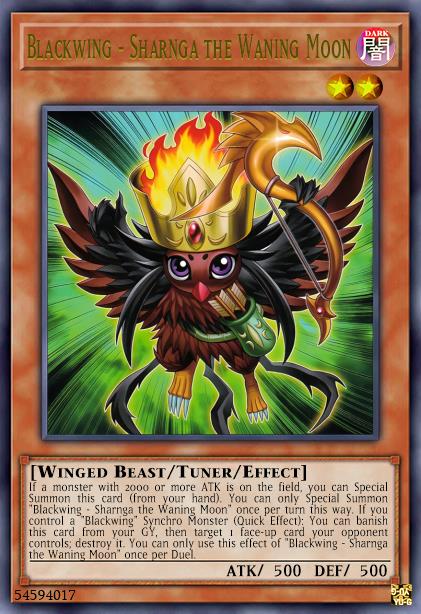 Blackwing - Sharnga the Waning Moon
DARK
闇
[Winged Beast/Tuner/Effect]
If a monster with 2000 or more ATK is on the field, you can Special
Summon this card (from your hand). You can only Special Summon
"Blackwing - Sharnga the Waning Moon" once per turn this way. If you
control a "Blackwing" Synchro Monster (Quick Effect): You can banish
this card from your GY, then target 1 face-up card your opponent
controls; destroy it. You can only use this effect of "Blackwing - Sharnga
the Waning Moon" once per Duel.
ATK/ 500 DEF/ 500
54594017